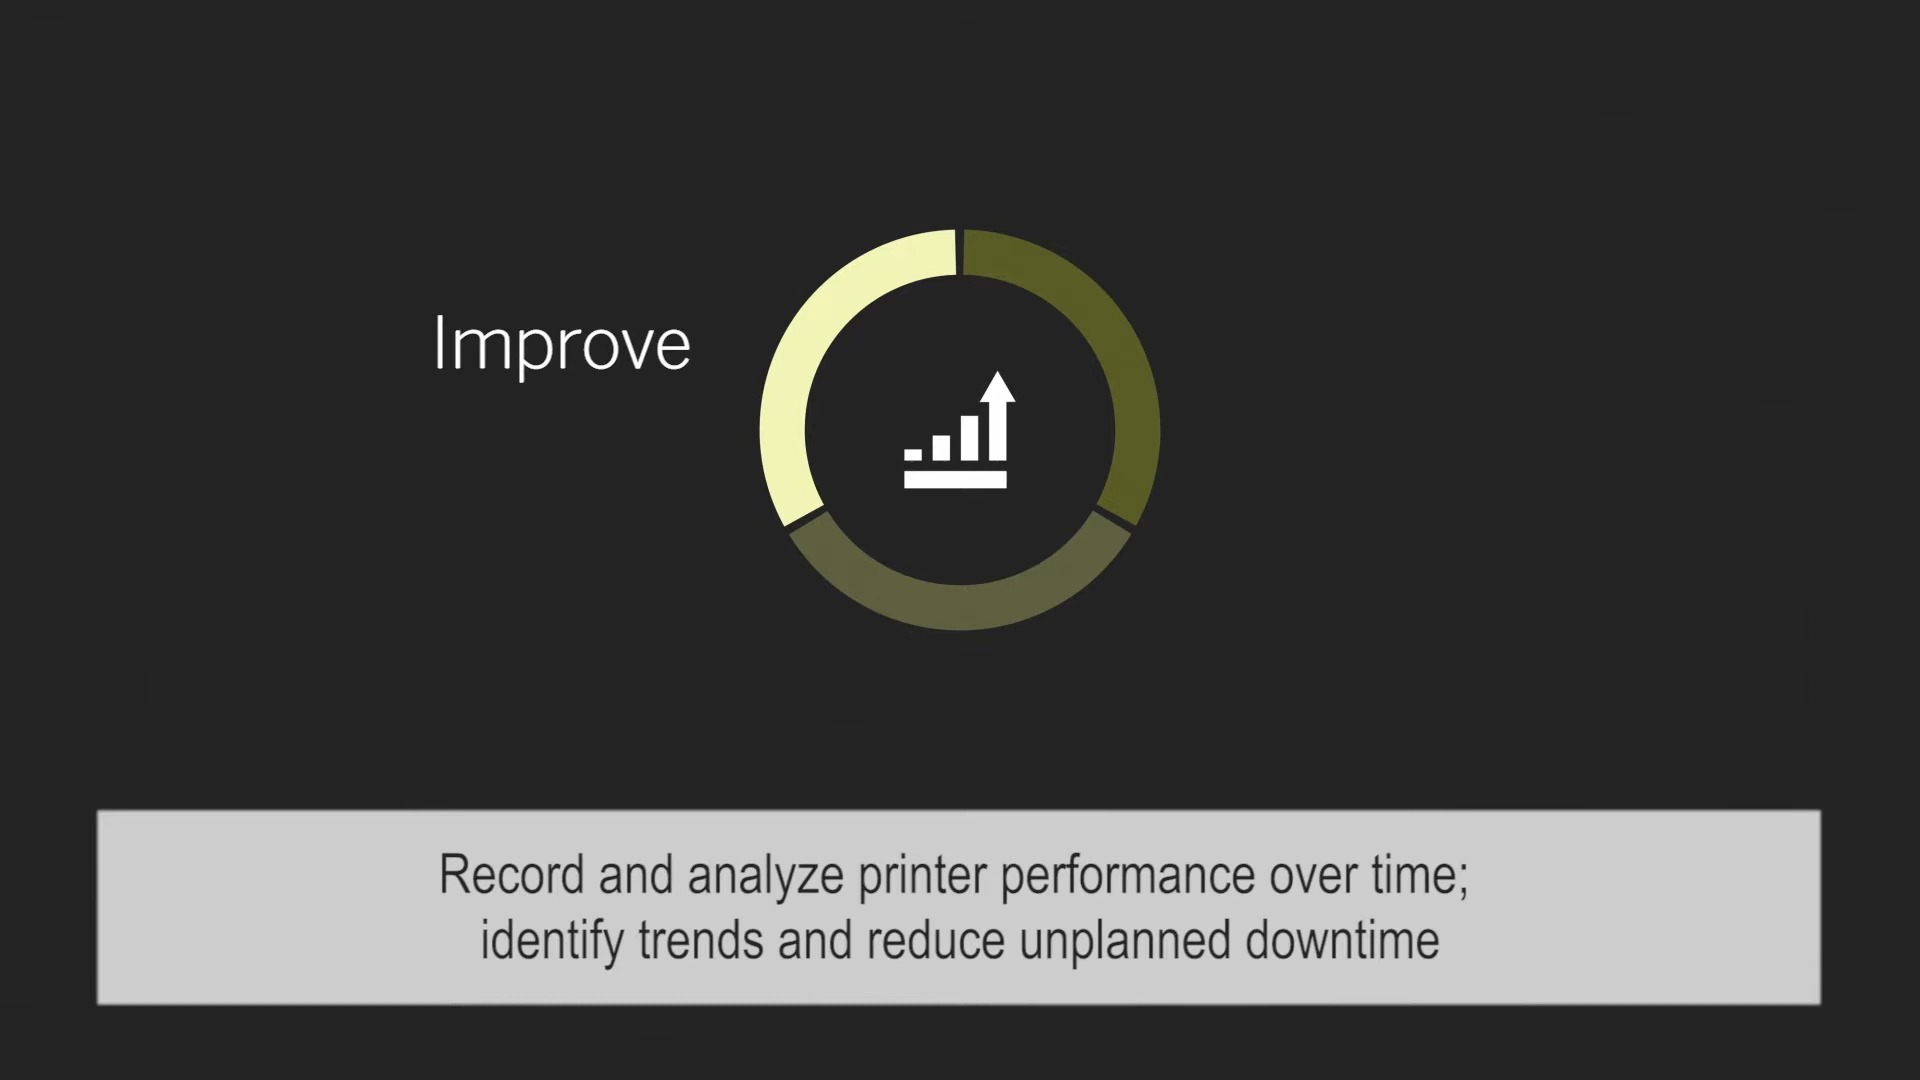 Improve
Record and analyze printer performance over time;
identify trends and reduce unplanned downtime